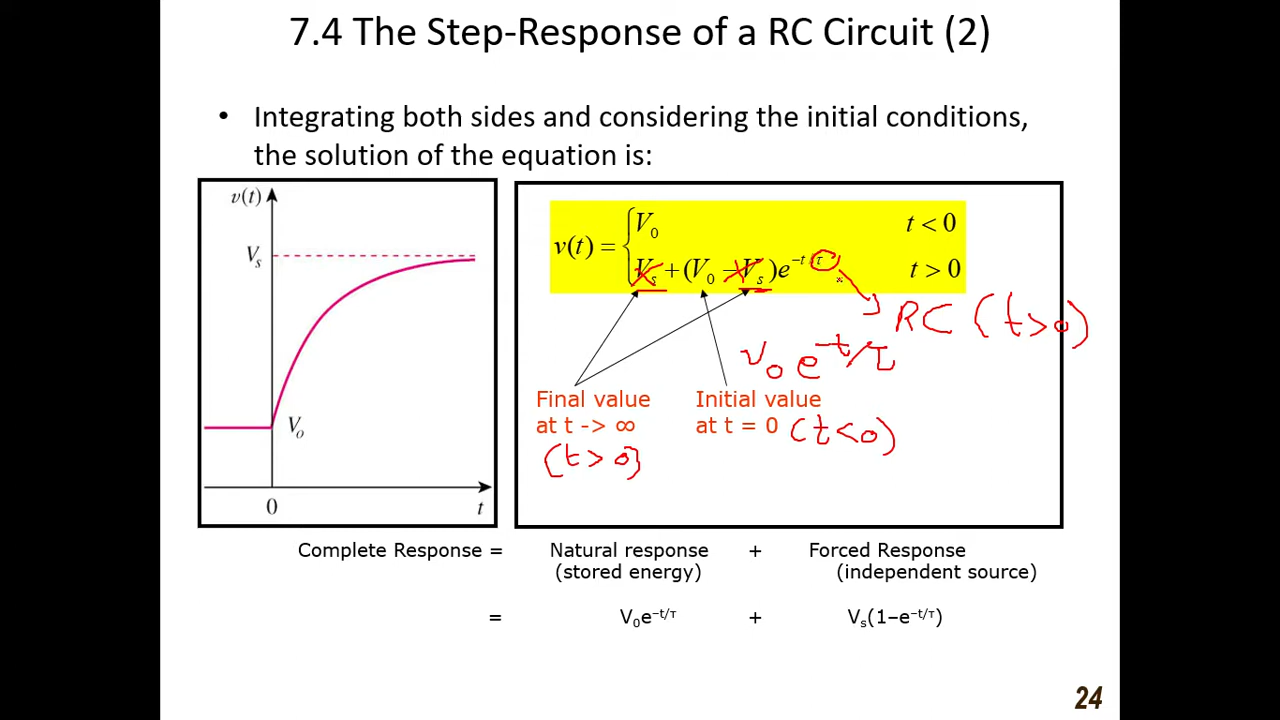 7.4 The Step-Response of a RC Circuit (2)
• Integrating both sides and considering the initial conditions,
the solution of the equation is:
v(t)
Vs
V0
0
t
v(t) = { V0 t < 0
Vs + (V0 − Vs)e^−t/τ t > 0
RC (t>0)
V0 e^−t/τ
Final value
at t -> ∞
(t>0)
Initial value
at t = 0 (t<0)
Complete Response = Natural response + Forced Response
(stored energy) (independent source)
= V0e^−t/τ + Vs(1−e^−t/τ)
24